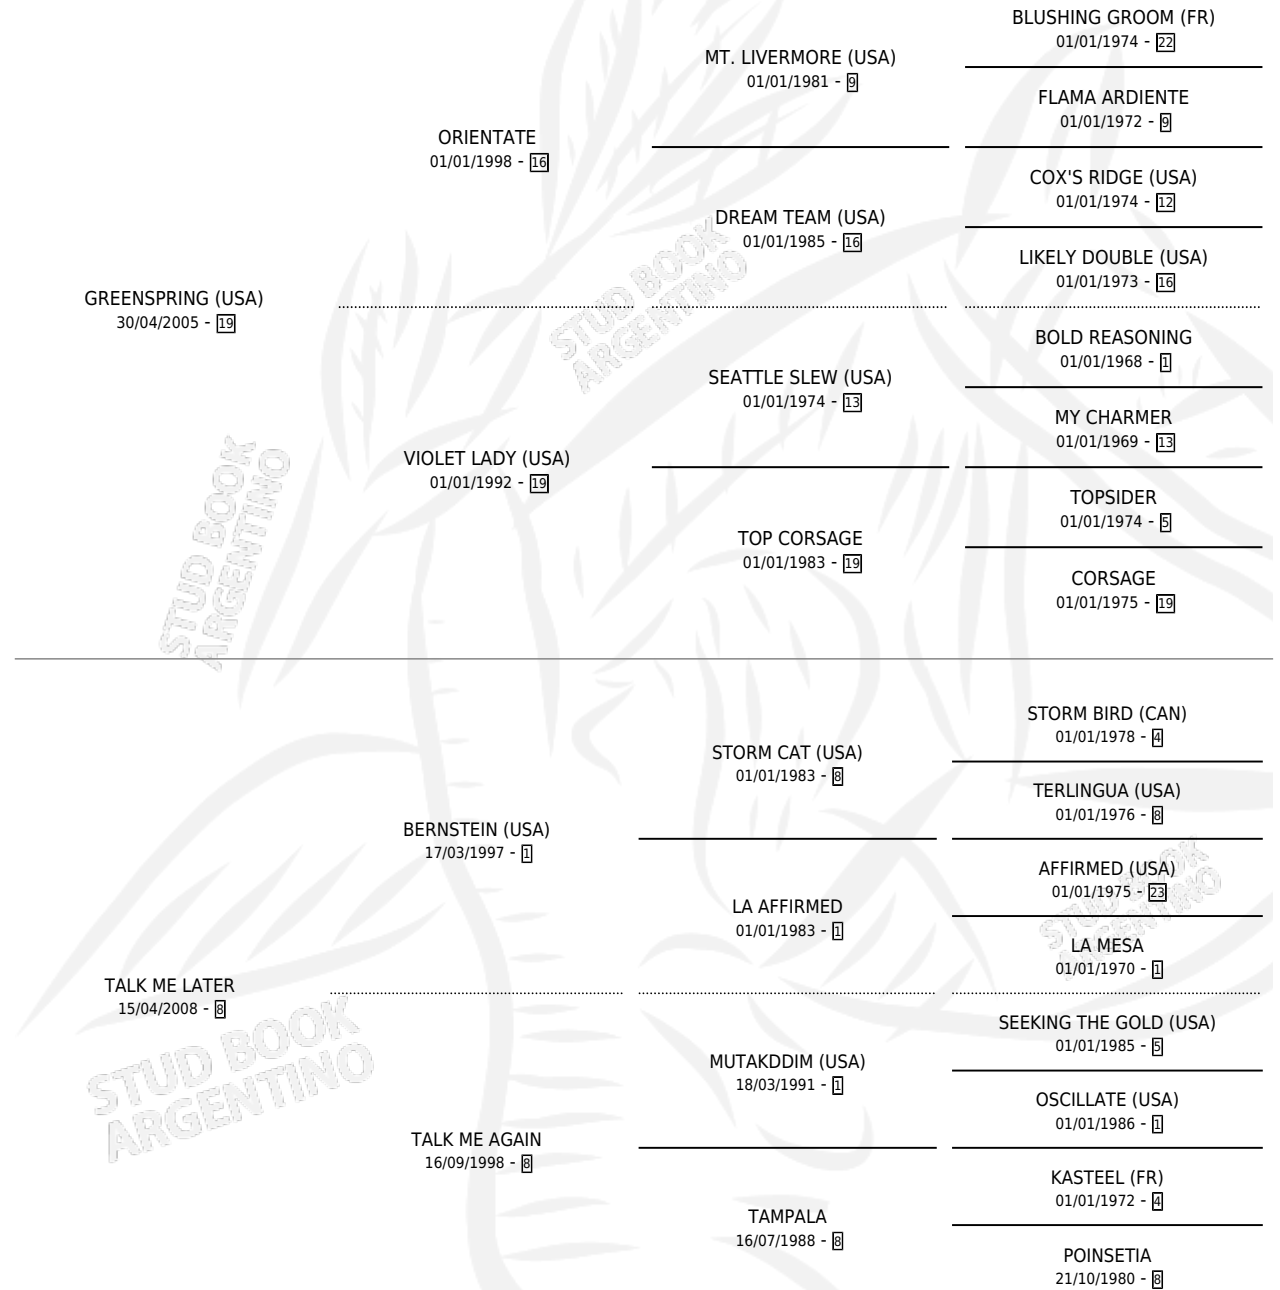 BLUSHING GROOM (FR)
01/01/1974 - 22
MT. LIVERMORE (USA)
01/01/1981 - 9
FLAMA ARDIENTE
01/01/1972 - 9
ORIENTATE
01/01/1998 - 16
COX'S RIDGE (USA)
01/01/1974 - 12
DREAM TEAM (USA)
01/01/1985 - 16
LIKELY DOUBLE (USA)
01/01/1973 - 16
GREENSPRING (USA)
30/04/2005 - 19
BOLD REASONING
01/01/1968 - 1
SEATTLE SLEW (USA)
01/01/1974 - 13
MY CHARMER
01/01/1969 - 13
VIOLET LADY (USA)
01/01/1992 - 19
TOPSIDER
01/01/1974 - 5
TOP CORSAGE
01/01/1983 - 19
CORSAGE
01/01/1975 - 19
STORM BIRD (CAN)
01/01/1978 - 4
STORM CAT (USA)
01/01/1983 - 8
TERLINGUA (USA)
01/01/1976 - 8
BERNSTEIN (USA)
17/03/1997 - 1
AFFIRMED (USA)
01/01/1975 - 23
LA AFFIRMED
01/01/1983 - 1
LA MESA
01/01/1970 - 1
TALK ME LATER
15/04/2008 - 8
SEEKING THE GOLD (USA)
01/01/1985 - 5
MUTAKDDIM (USA)
18/03/1991 - 1
OSCILLATE (USA)
01/01/1986 - 1
TALK ME AGAIN
16/09/1998 - 8
KASTEEL (FR)
01/01/1972 - 4
TAMPALA
16/07/1988 - 8
POINSETIA
21/10/1980 - 8
STUD BOOK
ARGENTINO
STUD BOOK
ARGENTINO
STUD BOOK
ARGENTINO
STUD BOOK
ARGENTINO